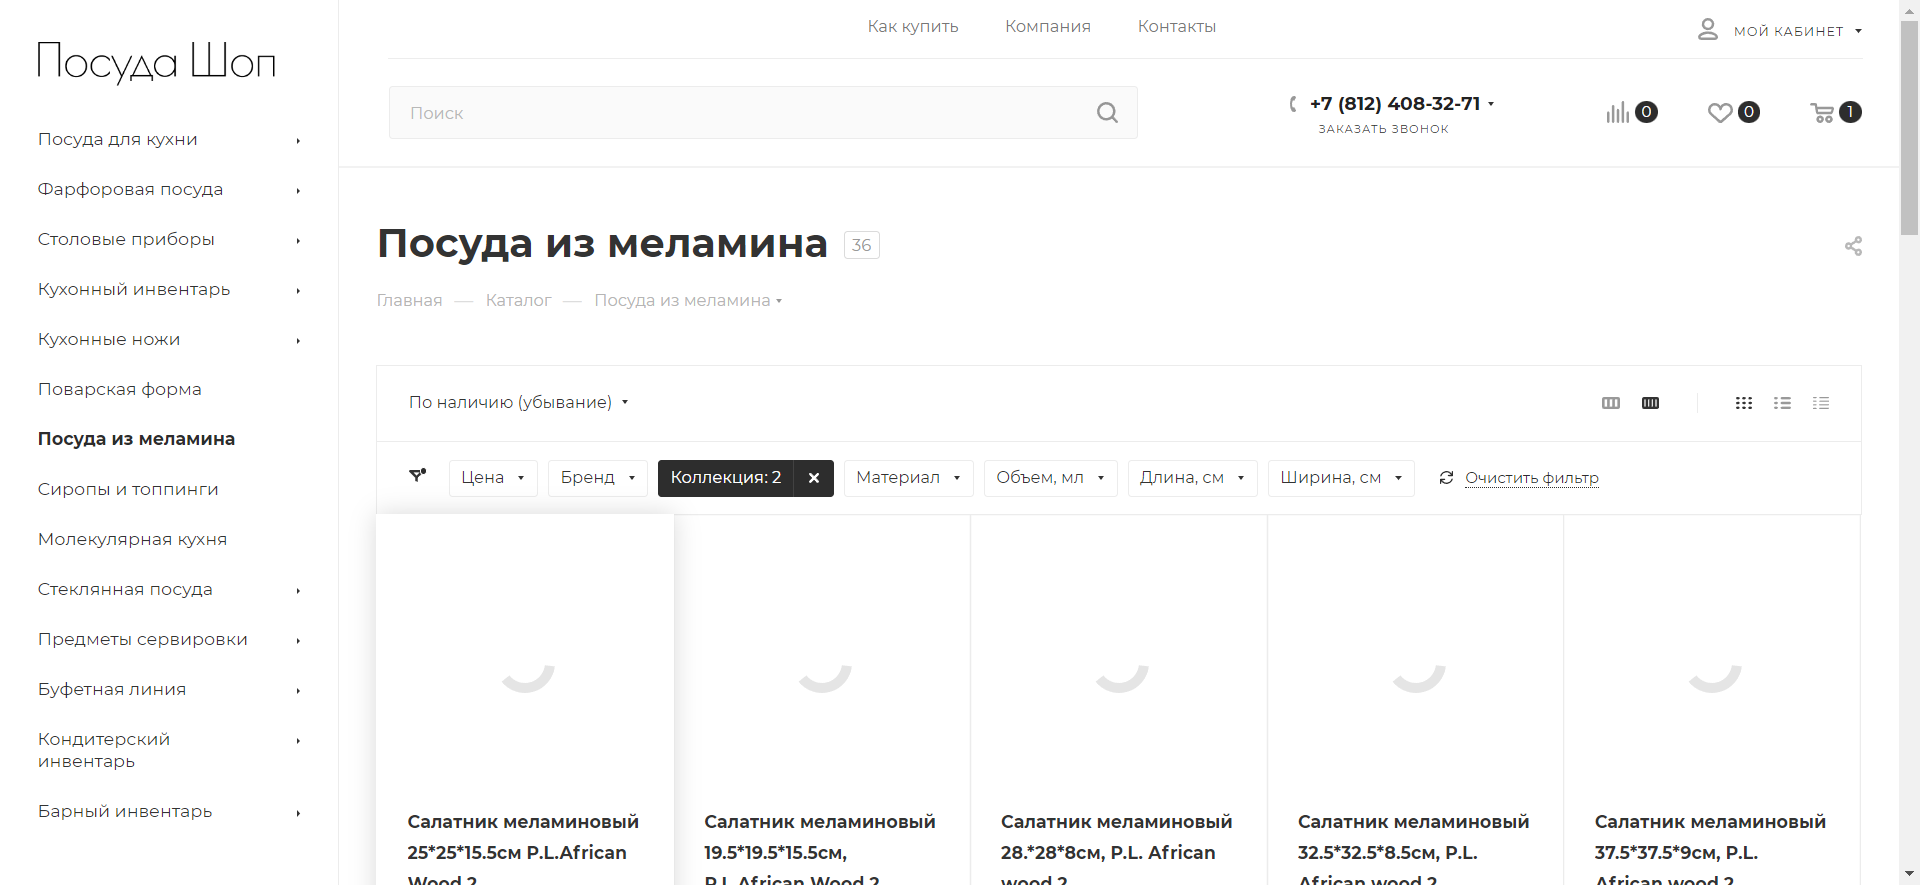 Посуда Шоп
Посуда для кухни
Фарфоровая посуда
Столовые приборы
Кухонный инвентарь
Кухонные ножи
Поварская форма
Посуда из меламина
Сиропы и топпинги
Молекулярная кухня
Стеклянная посуда
Предметы сервировки
Буфетная линия
Кондитерский
инвентарь
Барный инвентарь
Как купить Компания Контакты
МОЙ КАБИНЕТ
Поиск
+7 (812) 408-32-71
ЗАКАЗАТЬ ЗВОНОК
0 0 1
Посуда из меламина 36
Главная — Каталог — Посуда из меламина
По наличию (убывание)
Цена Бренд Коллекция: 2 Материал Объем, мл Длина, см Ширина, см Очистить фильтр
Салатник меламиновый
25*25*15.5см P.L.African
Wood 2
Салатник меламиновый
19.5*19.5*15.5см,
P.L.African Wood 2
Салатник меламиновый
28.*28*8см, P.L. African
wood 2
Салатник меламиновый
32.5*32.5*8.5см, P.L.
African wood 2
Салатник меламиновый
37.5*37.5*9см, P.L.
African wood 2